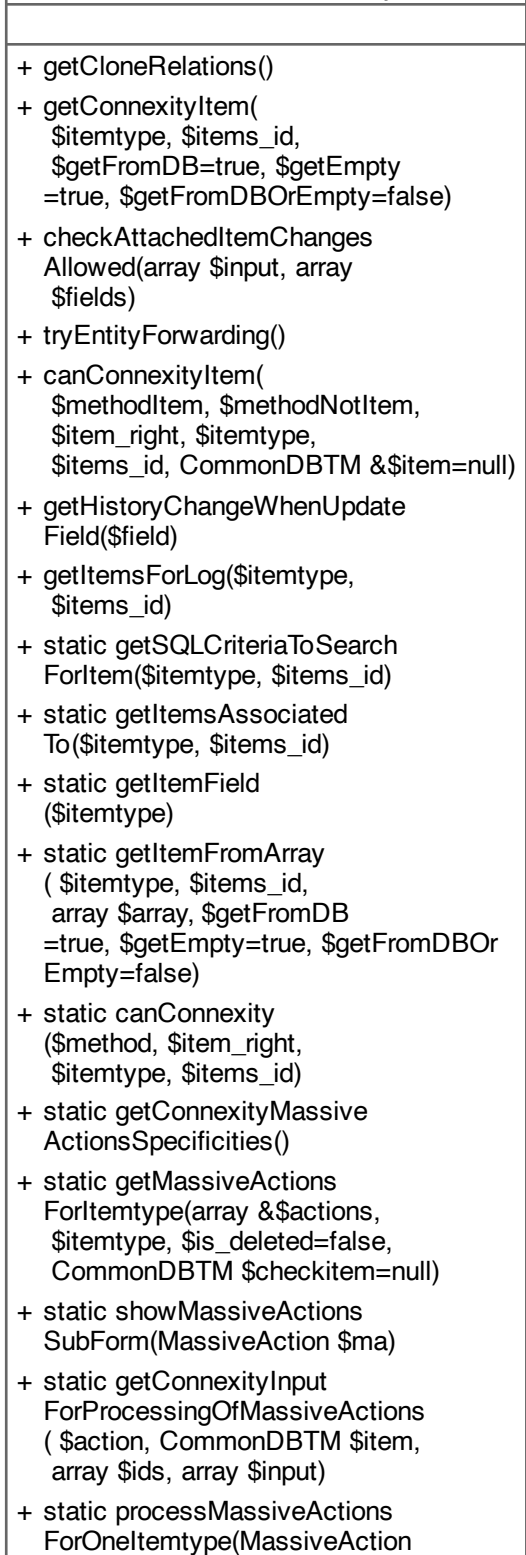 + getCloneRelations()
+ getConnexityItem(
$itemtype, $items_id,
$getFromDB=true, $getEmpty
=true, $getFromDBOrEmpty=false)
+ checkAttachedItemChanges
Allowed(array $input, array
$fields)
+ tryEntityForwarding()
+ canConnexityItem(
$methodItem, $methodNotItem,
$item_right, $itemtype,
$items_id, CommonDBTM &$item=null)
+ getHistoryChangeWhenUpdate
Field($field)
+ getItemsForLog($itemtype,
$items_id)
+ static getSQLCriteriaToSearch
ForItem($itemtype, $items_id)
+ static getItemsAssociated
To($itemtype, $items_id)
+ static getItemField
($itemtype)
+ static getItemFromArray
( $itemtype, $items_id,
array $array, $getFromDB
=true, $getEmpty=true, $getFromDBOr
Empty=false)
+ static canConnexity
($method, $item_right,
$itemtype, $items_id)
+ static getConnexityMassive
ActionsSpecificities()
+ static getMassiveActions
ForItemtype(array &$actions,
$itemtype, $is_deleted=false,
CommonDBTM $checkitem=null)
+ static showMassiveActions
SubForm(MassiveAction $ma)
+ static getConnexityInput
ForProcessingOfMassiveActions
( $action, CommonDBTM $item,
array $ids, array $input)
+ static processMassiveActions
ForOneItemtype(MassiveAction